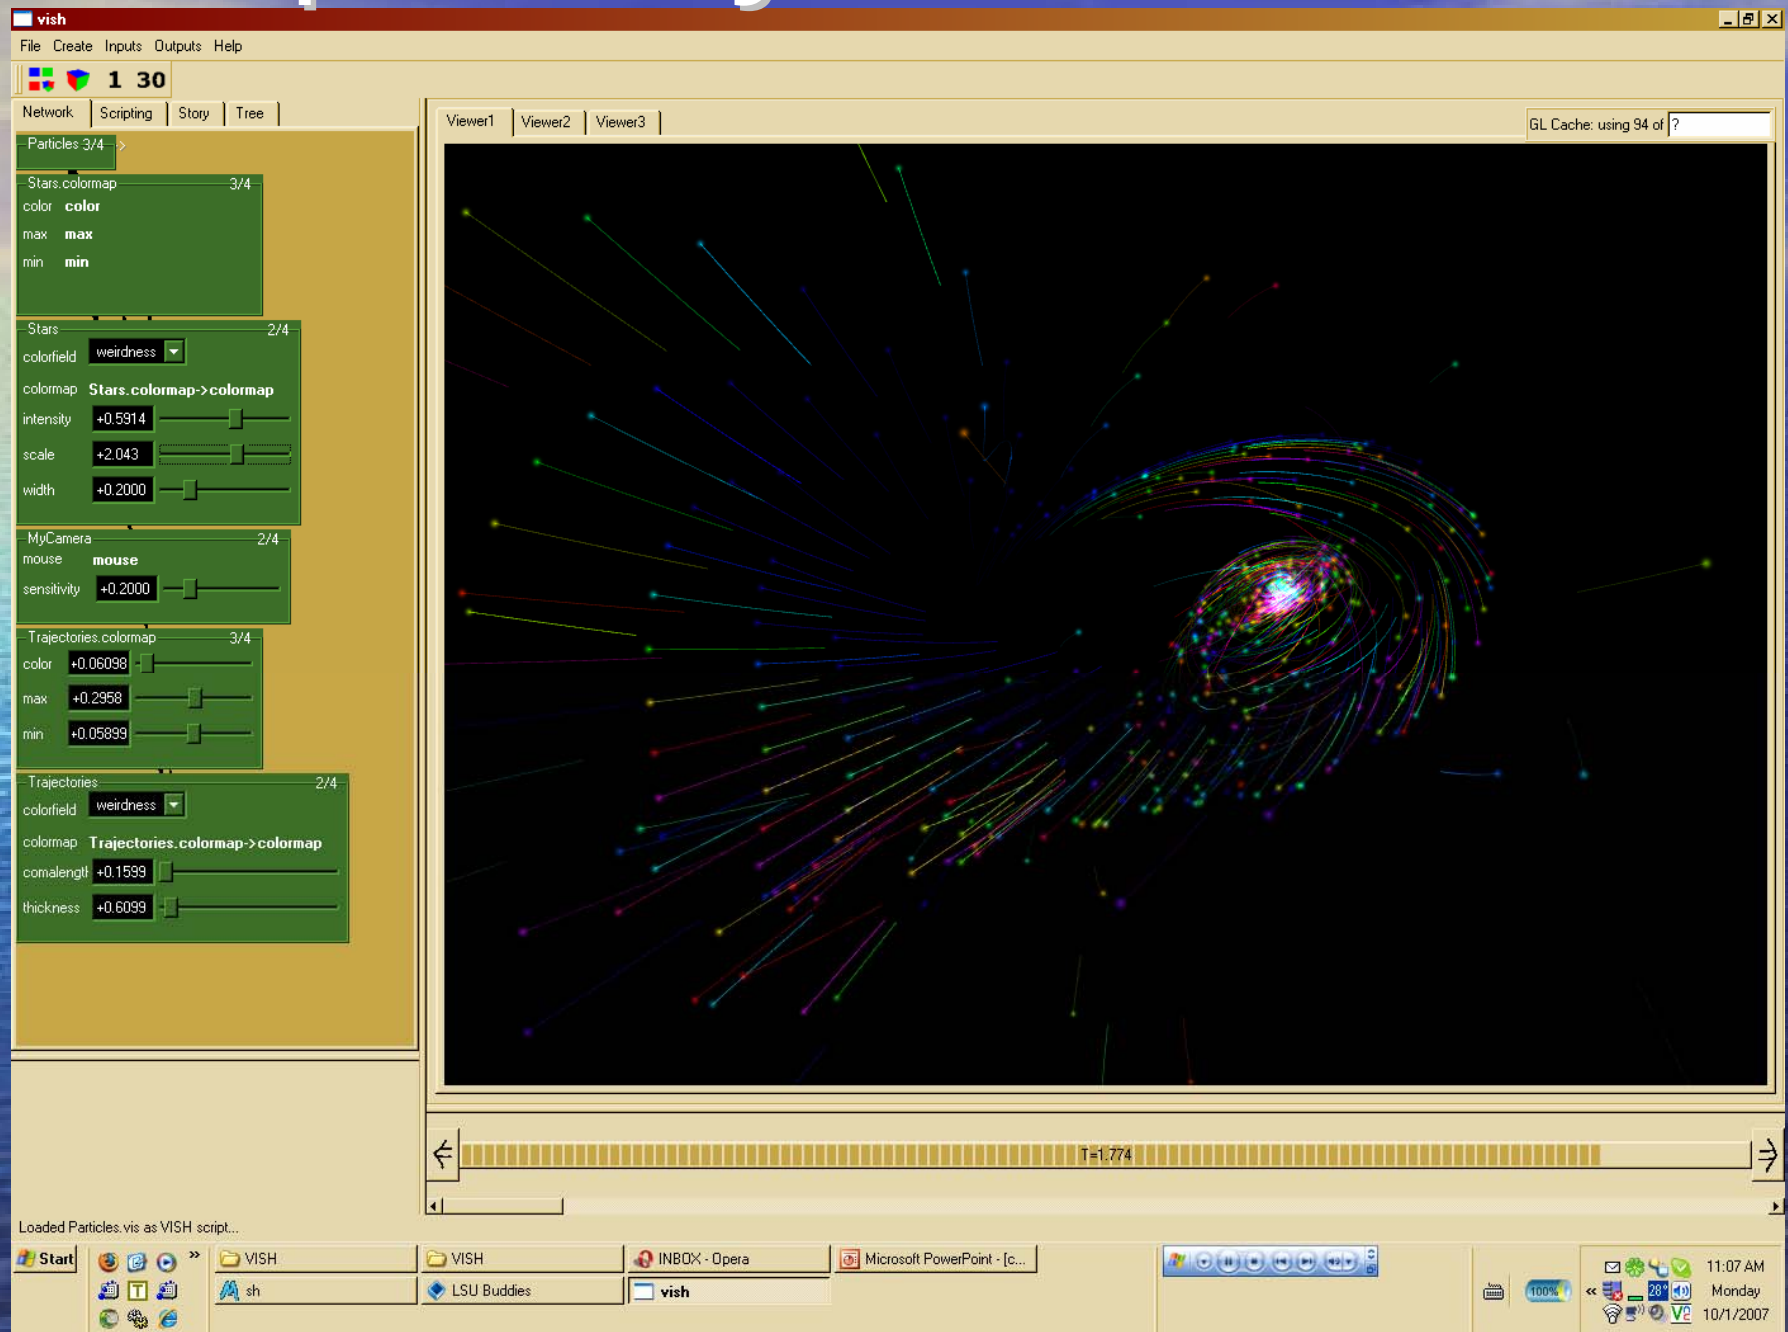 vish
File Create Inputs Outputs Help
1 30
Network Scripting Story Tree
Particles 3/4 ->
Stars.colormap 3/4
color color
max max
min min
Stars 2/4
colorfield weirdness
colormap Stars.colormap->colormap
intensity +0.5914
scale +2.043
width +0.2000
MyCamera 2/4
mouse mouse
sensitivity +0.2000
Trajectories.colormap 3/4
color +0.06098
max +0.2958
min +0.05899
Trajectories 2/4
colorfield weirdness
colormap Trajectories.colormap->colormap
comalengt
+0.1599
thickness +0.6099
Viewer1 Viewer2 Viewer3
GL Cache: using 94 of ?
T=1.774
Loaded Particles.vis as VISH script...
Start
VISH
VISH
INBOX - Opera
Microsoft PowerPoint - [c...
sh
LSU Buddies
vish
100%
28°
11:07 AM
Monday
10/1/2007